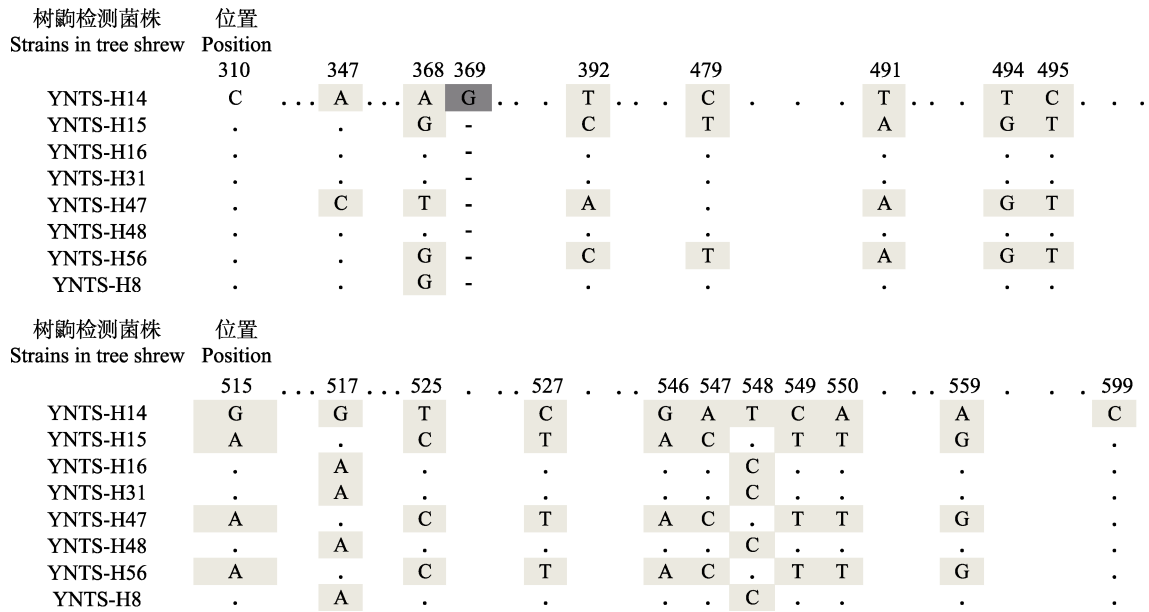 树鼩检测菌株 位置
Strains in tree shrew Position
310 347 368 369 392 479 491 494 495
YNTS-H14 C ... A ... A G . . . T . . . C . . . T . . . T C . . .
YNTS-H15 . . G - C T A G T
YNTS-H16 . . . - . . . . .
YNTS-H31 . . . - . . . . .
YNTS-H47 . C T - A . A G T
YNTS-H48 . . . - . . . . .
YNTS-H56 . . G - C T A G T
YNTS-H8 . . G - . . . . .
树鼩检测菌株 位置
Strains in tree shrew Position
515 ... 517 ... 525 . . . 527 . . . 546 547 548 549 550 . . . 559 . . . 599
YNTS-H14 G G T C G A T C A A C
YNTS-H15 A . C T A C . T T G .
YNTS-H16 . A . . . . C . . . .
YNTS-H31 . A . . . . C . . . .
YNTS-H47 A . C T A C . T T G .
YNTS-H48 . A . . . . C . . . .
YNTS-H56 A . C T A C . T T G .
YNTS-H8 . A . . . . C . . . .